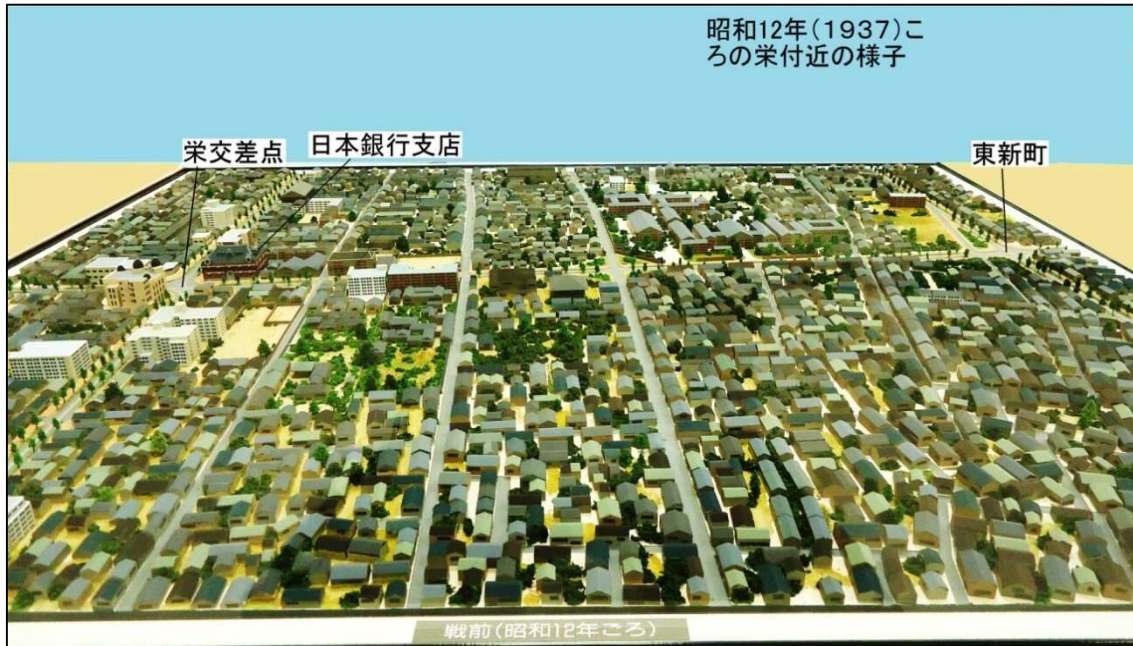 昭和12年(1937)こ
ろの栄付近の様子
栄交差点
日本銀行支店
東新町
戦前(昭和12年ごろ)